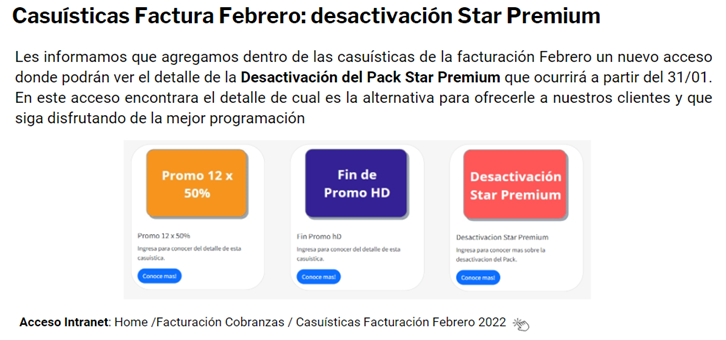 Casuísticas Factura Febrero: desactivación Star Premium
Les informamos que agregamos dentro de las casuísticas de la facturación Febrero un nuevo acceso
donde podrán ver el detalle de la Desactivación del Pack Star Premium que ocurrirá a partir del 31/01.
En este acceso encontrara el detalle de cual es la alternativa para ofrecerle a nuestros clientes y que
siga disfrutando de la mejor programación
Promo 12 x
50%
Promo 12 x 50%
Ingresa para conocer del detalle de esta
casuística.
Conoce mas!
Fin de
Promo HD
Fin Promo hD
Ingresa para conocer del detalle de esta
casuística.
Conoce mas!
Desactivación
Star Premium
Desactivacion Star Premium
Ingresa para conocer mas sobre la
desactivacion del Pack.
Conoce mas!
Acceso Intranet: Home /Facturación Cobranzas / Casuísticas Facturación Febrero 2022